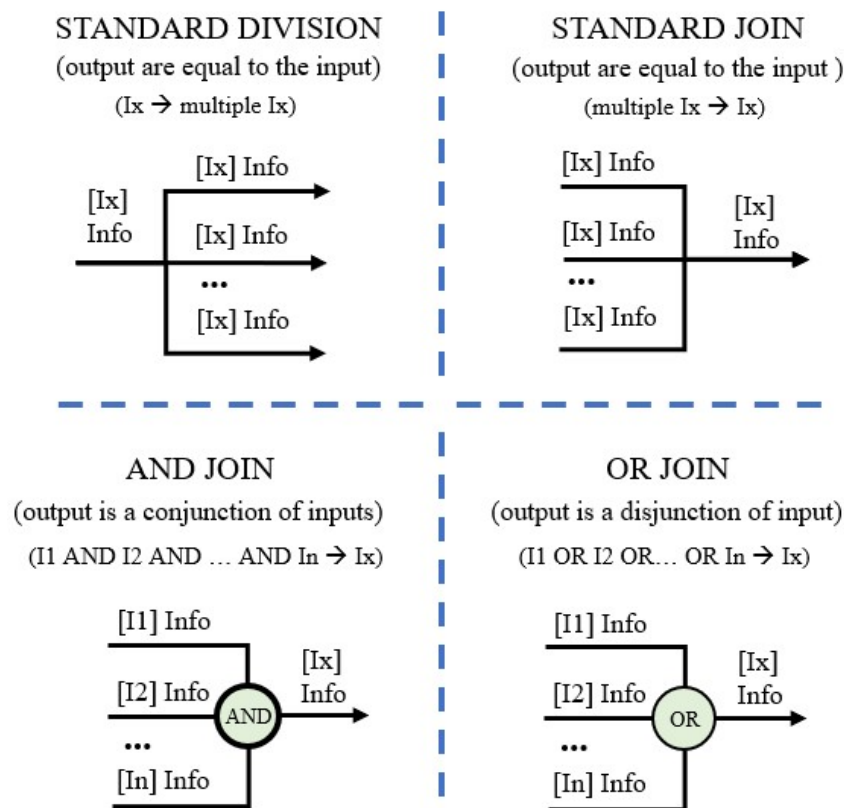 STANDARD DIVISION
(output are equal to the input)
(Ix → multiple Ix)
[Ix] Info
[Ix]
Info
[Ix] Info
...
[Ix] Info
STANDARD JOIN
(output are equal to the input )
(multiple Ix → Ix)
[Ix] Info
[Ix] Info
...
[Ix] Info
[Ix]
Info
AND JOIN
(output is a conjunction of inputs)
(I1 AND I2 AND … AND In → Ix)
[I1] Info
[I2] Info
...
[In] Info
AND
[Ix]
Info
OR JOIN
(output is a disjunction of input)
(I1 OR I2 OR… OR In → Ix)
[I1] Info
[I2] Info
...
[In] Info
OR
[Ix]
Info